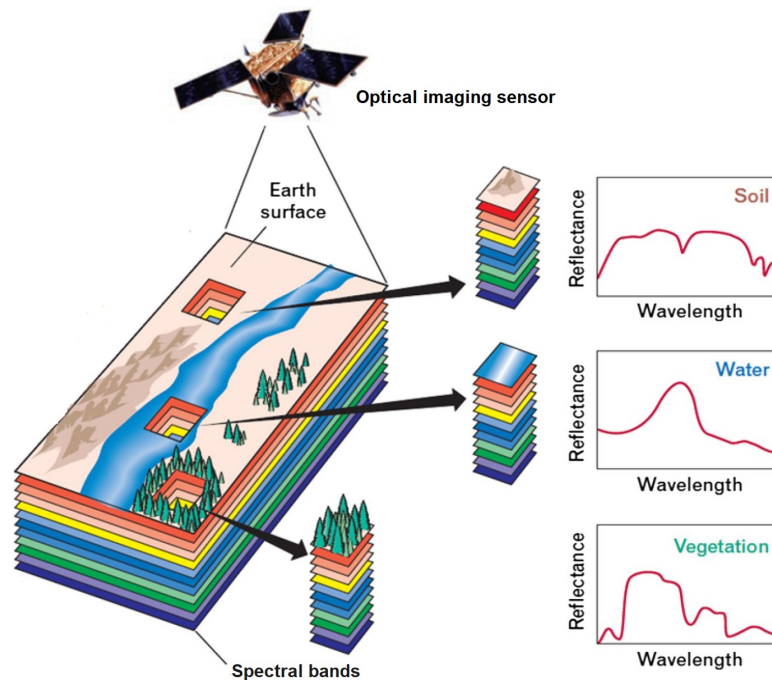 Optical imaging sensor
Earth
surface
Soil
Reflectance
Wavelength
Water
Reflectance
Wavelength
Vegetation
Reflectance
Wavelength
Spectral bands